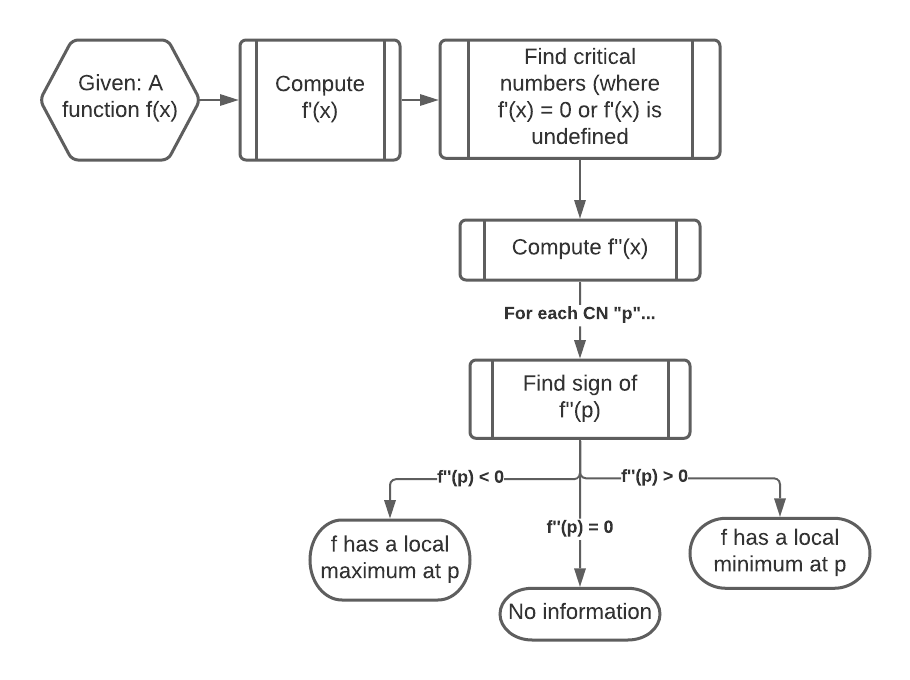 Given: A
function f(x)
Compute
f'(x)
Find critical
numbers (where
f'(x) = 0 or f'(x) is
undefined
Compute f''(x)
For each CN "p"...
Find sign of
f''(p)
f''(p) < 0
f''(p) > 0
f''(p) = 0
f has a local
maximum at p
f has a local
minimum at p
No information